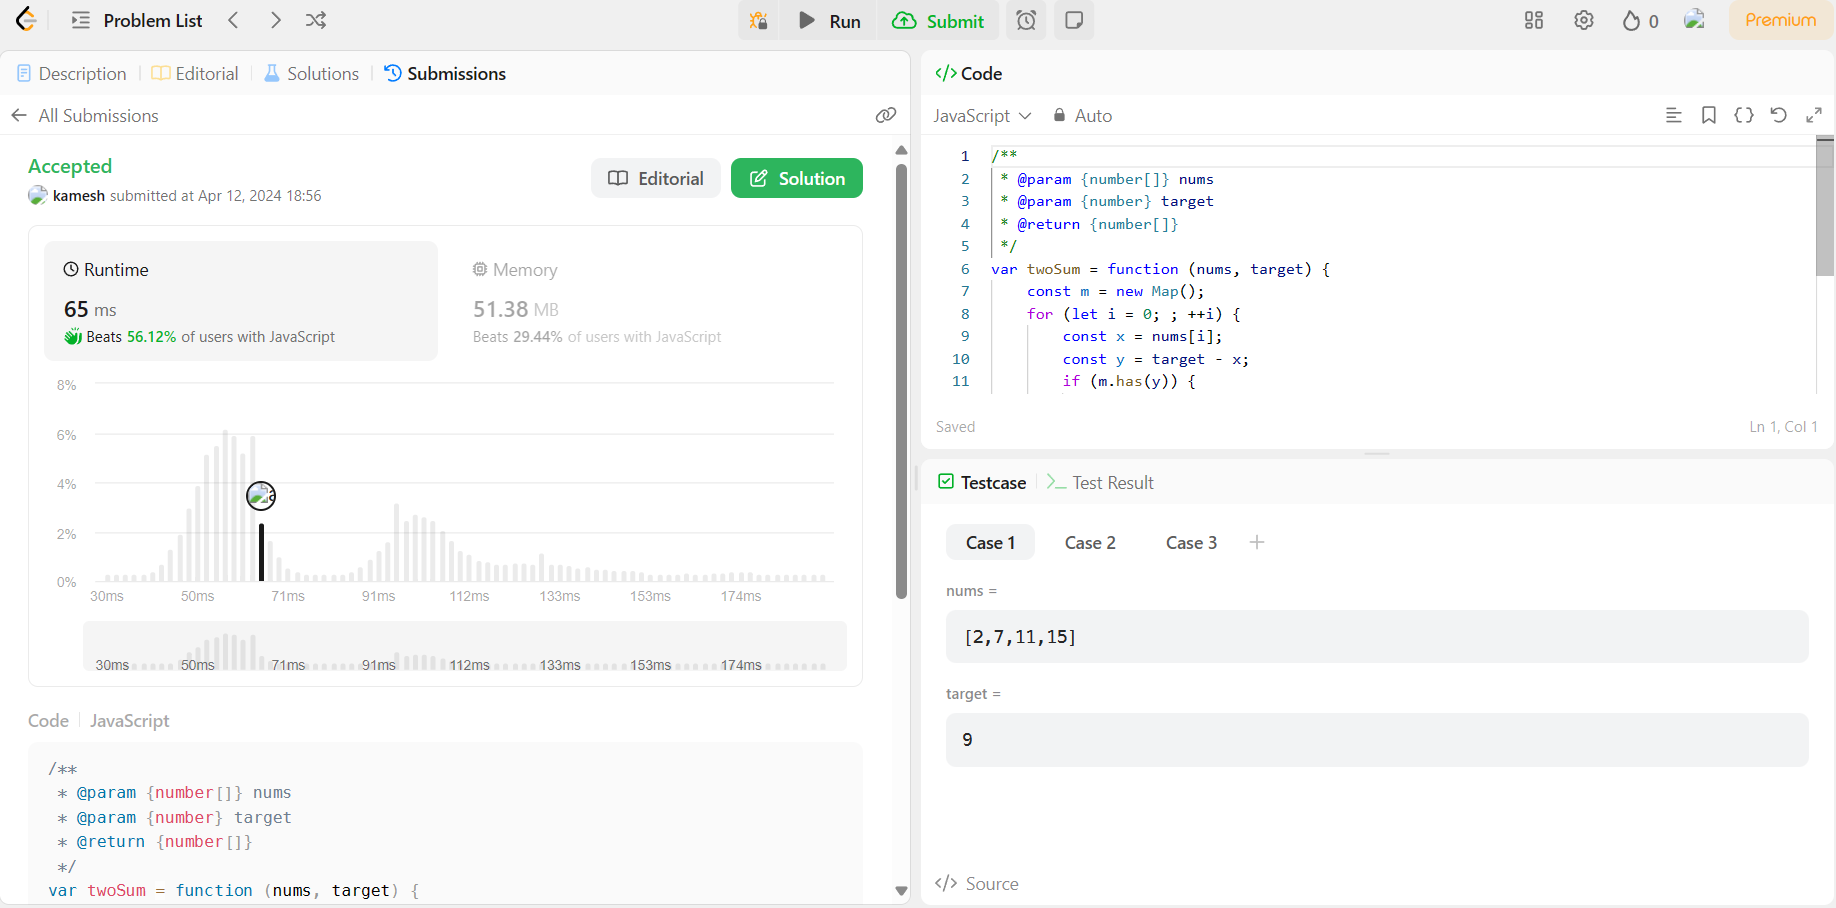 Problem List
Run
Submit
0
Premium
Description
Editorial
Solutions
Submissions
All Submissions
Accepted
kamesh submitted at Apr 12, 2024 18:56
Editorial
Solution
Runtime
65 ms
Beats 56.12% of users with JavaScript
Memory
51.38 MB
Beats 29.44% of users with JavaScript
8%
6%
4%
2%
0%
30ms 50ms 71ms 91ms 112ms 133ms 153ms 174ms
30ms 50ms 71ms 91ms 112ms 133ms 153ms 174ms
Code
JavaScript
/**
 * @param {number[]} nums
 * @param {number} target
 * @return {number[]}
 */
var twoSum = function (nums, target) {
</> Code
JavaScript
Auto
1 /**
2  * @param {number[]} nums
3  * @param {number} target
4  * @return {number[]}
5  */
6 var twoSum = function (nums, target) {
7     const m = new Map();
8     for (let i = 0; ; ++i) {
9         const x = nums[i];
10         const y = target - x;
11         if (m.has(y)) {
Saved
Ln 1, Col 1
Testcase
Test Result
Case 1
Case 2
Case 3
+
nums =
[2,7,11,15]
target =
9
</> Source